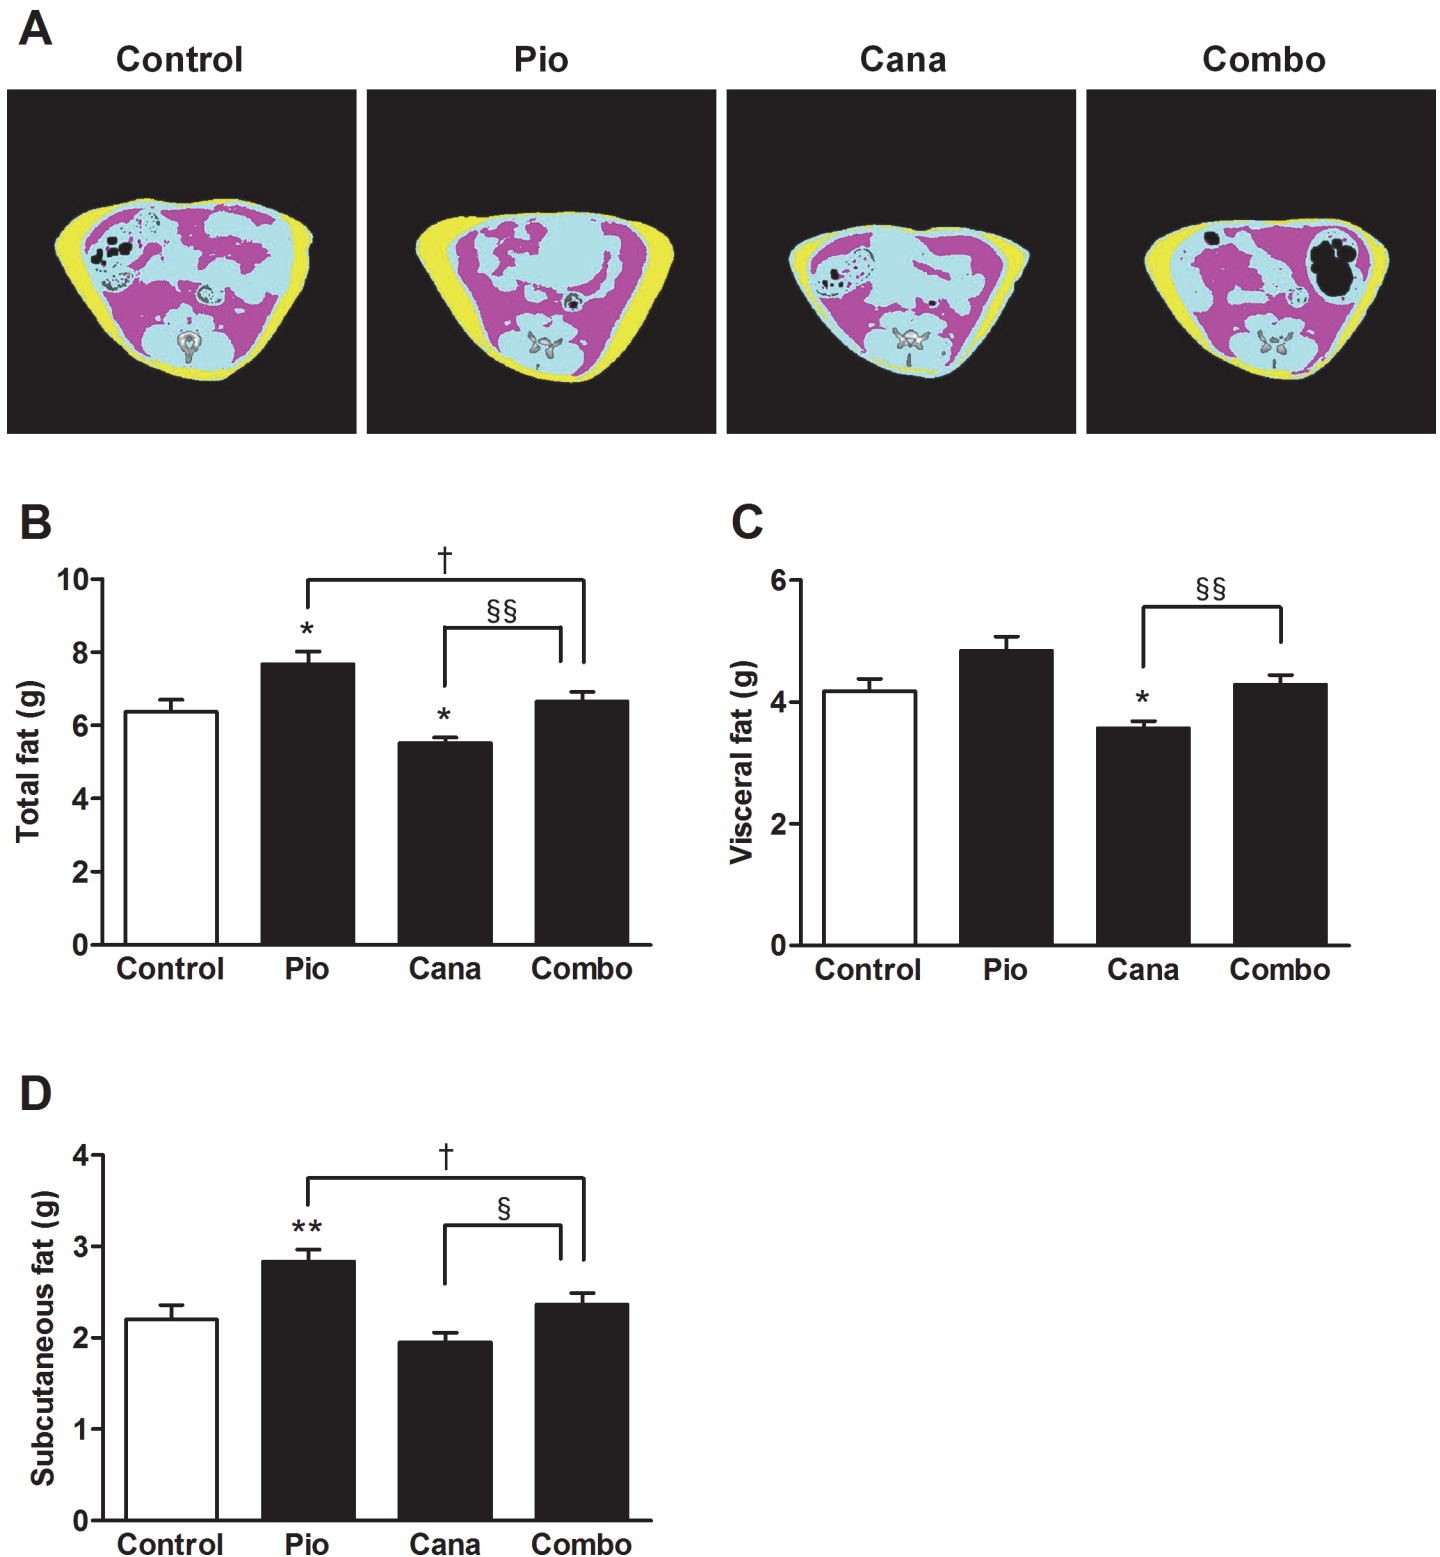 A
Control Pio Cana Combo
B
†
§§
*
*
10
8
6
4
2
0
Total fat (g)
Control Pio Cana Combo
C
§§
*
6
4
2
0
Visceral fat (g)
Control Pio Cana Combo
D
†
§
**
4
3
2
1
0
Subcutaneous fat (g)
Control Pio Cana Combo